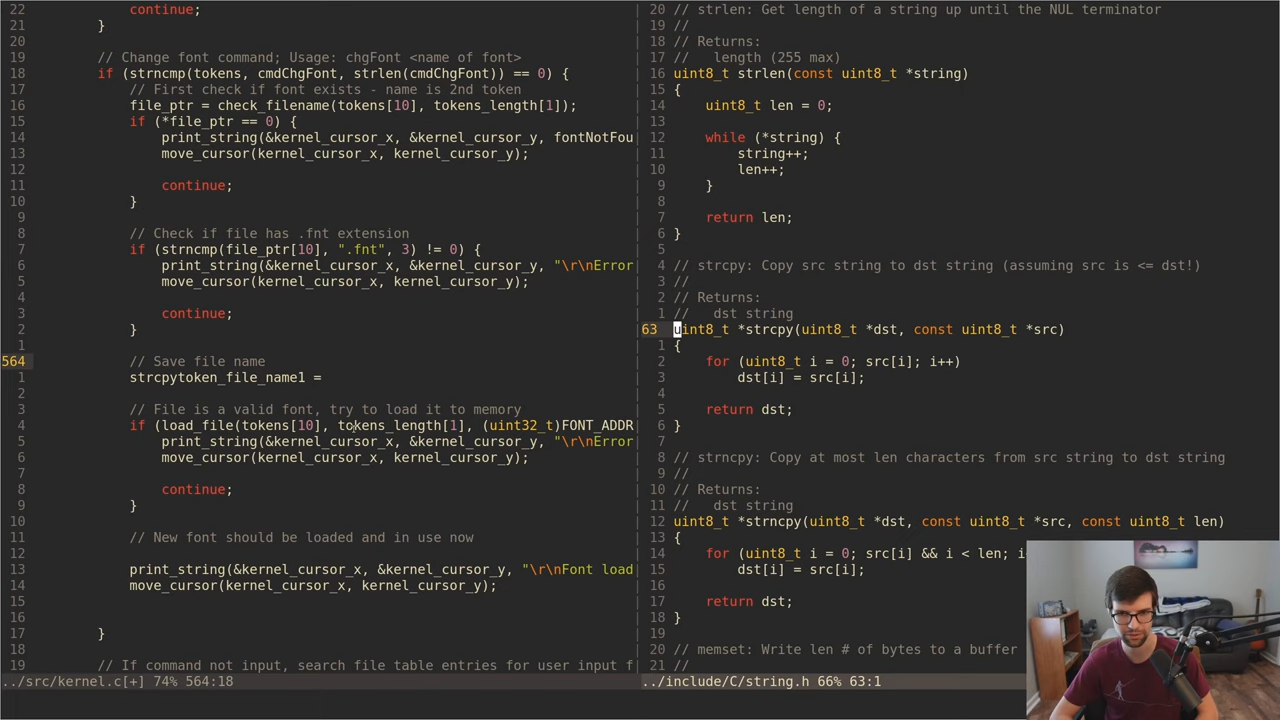 22             continue;
21         }
20
19         // Change font command; Usage: chgFont <name of font>
18         if (strncmp(tokens, cmdChgFont, strlen(cmdChgFont)) == 0) {
17             // First check if font exists - name is 2nd token
16             file_ptr = check_filename(tokens[10], tokens_length[1]);
15             if (*file_ptr == 0) {
14                 print_string(&kernel_cursor_x, &kernel_cursor_y, fontNotFou
13                 move_cursor(kernel_cursor_x, kernel_cursor_y);
12
11                 continue;
10             }
9
8             // Check if file has .fnt extension
7             if (strncmp(file_ptr[10], ".fnt", 3) != 0) {
6                 print_string(&kernel_cursor_x, &kernel_cursor_y, "\r\nError
5                 move_cursor(kernel_cursor_x, kernel_cursor_y);
4
3                 continue;
2             }
1
564             // Save file name
1             strcpytoken_file_name1 =
2
3             // File is a valid font, try to load it to memory
4             if (load_file(tokens[10], tokens_length[1], (uint32_t)FONT_ADDR
5                 print_string(&kernel_cursor_x, &kernel_cursor_y, "\r\nError
6                 move_cursor(kernel_cursor_x, kernel_cursor_y);
7
8                 continue;
9             }
10
11             // New font should be loaded and in use now
12
13             print_string(&kernel_cursor_x, &kernel_cursor_y, "\r\nFont load
14             move_cursor(kernel_cursor_x, kernel_cursor_y);
15
16
17         }
18
19         // If command not input, search file table entries for user input f
../src/kernel.c[+] 74% 564:18
20 // strlen: Get length of a string up until the NUL terminator
19 //
18 // Returns:
17 //   length (255 max)
16 uint8_t strlen(const uint8_t *string)
15 {
14     uint8_t len = 0;
13
12     while (*string) {
11         string++;
10         len++;
9     }
8
7     return len;
6 }
5
4 // strcpy: Copy src string to dst string (assuming src is <= dst!)
3 //
2 // Returns:
1 //   dst string
63 uint8_t *strcpy(uint8_t *dst, const uint8_t *src)
1 {
2     for (uint8_t i = 0; src[i]; i++)
3         dst[i] = src[i];
4
5     return dst;
6 }
7
8 // strncpy: Copy at most len characters from src string to dst string
9 //
10 // Returns:
11 //   dst string
12 uint8_t *strncpy(uint8_t *dst, const uint8_t *src, const uint8_t len)
13 {
14     for (uint8_t i = 0; src[i] && i < len; i
15         dst[i] = src[i];
16
17     return dst;
18 }
19
20 // memset: Write len # of bytes to a buffer
21 //
../include/C/string.h 66% 63:1